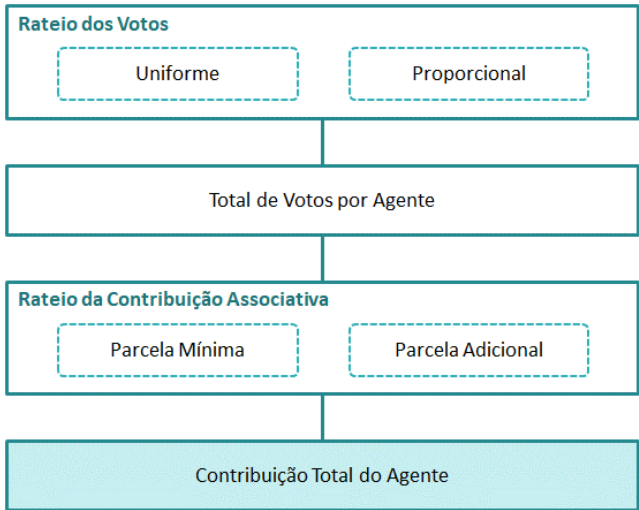 Rateio dos Votos
Uniforme
Proporcional
Total de Votos por Agente
Rateio da Contribuição Associativa
Parcela Mínima
Parcela Adicional
Contribuição Total do Agente